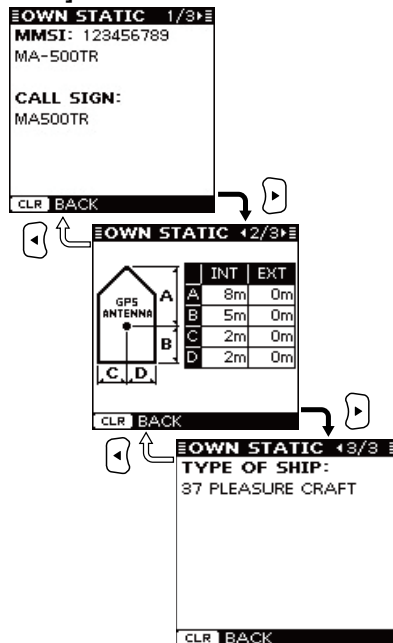 OWN STATIC 1/3
MMSI: 123456789
MA-500TR
CALL SIGN:
MA500TR
CLR BACK
OWN STATIC 2/3
INT EXT
A 8m 0m
B 5m 0m
C 2m 0m
D 2m 0m
GPS
ANTENNA
A
B
C D
CLR BACK
OWN STATIC 3/3
TYPE OF SHIP:
37 PLEASURE CRAFT
CLR BACK